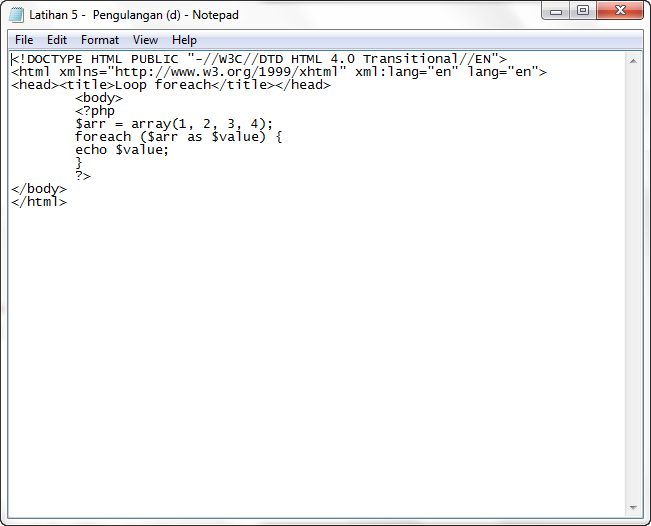 Latihan 5 -  Pengulangan (d) - Notepad
File Edit Format View Help
<!DOCTYPE HTML PUBLIC "-//W3C//DTD HTML 4.0 Transitional//EN">
<html xmlns="http://www.w3.org/1999/xhtml" xml:lang="en" lang="en">
<head><title>Loop foreach</title></head>
        <body>
        <?php
        $arr = array(1, 2, 3, 4);
        foreach ($arr as $value) {
        echo $value;
        }
        ?>
</body>
</html>